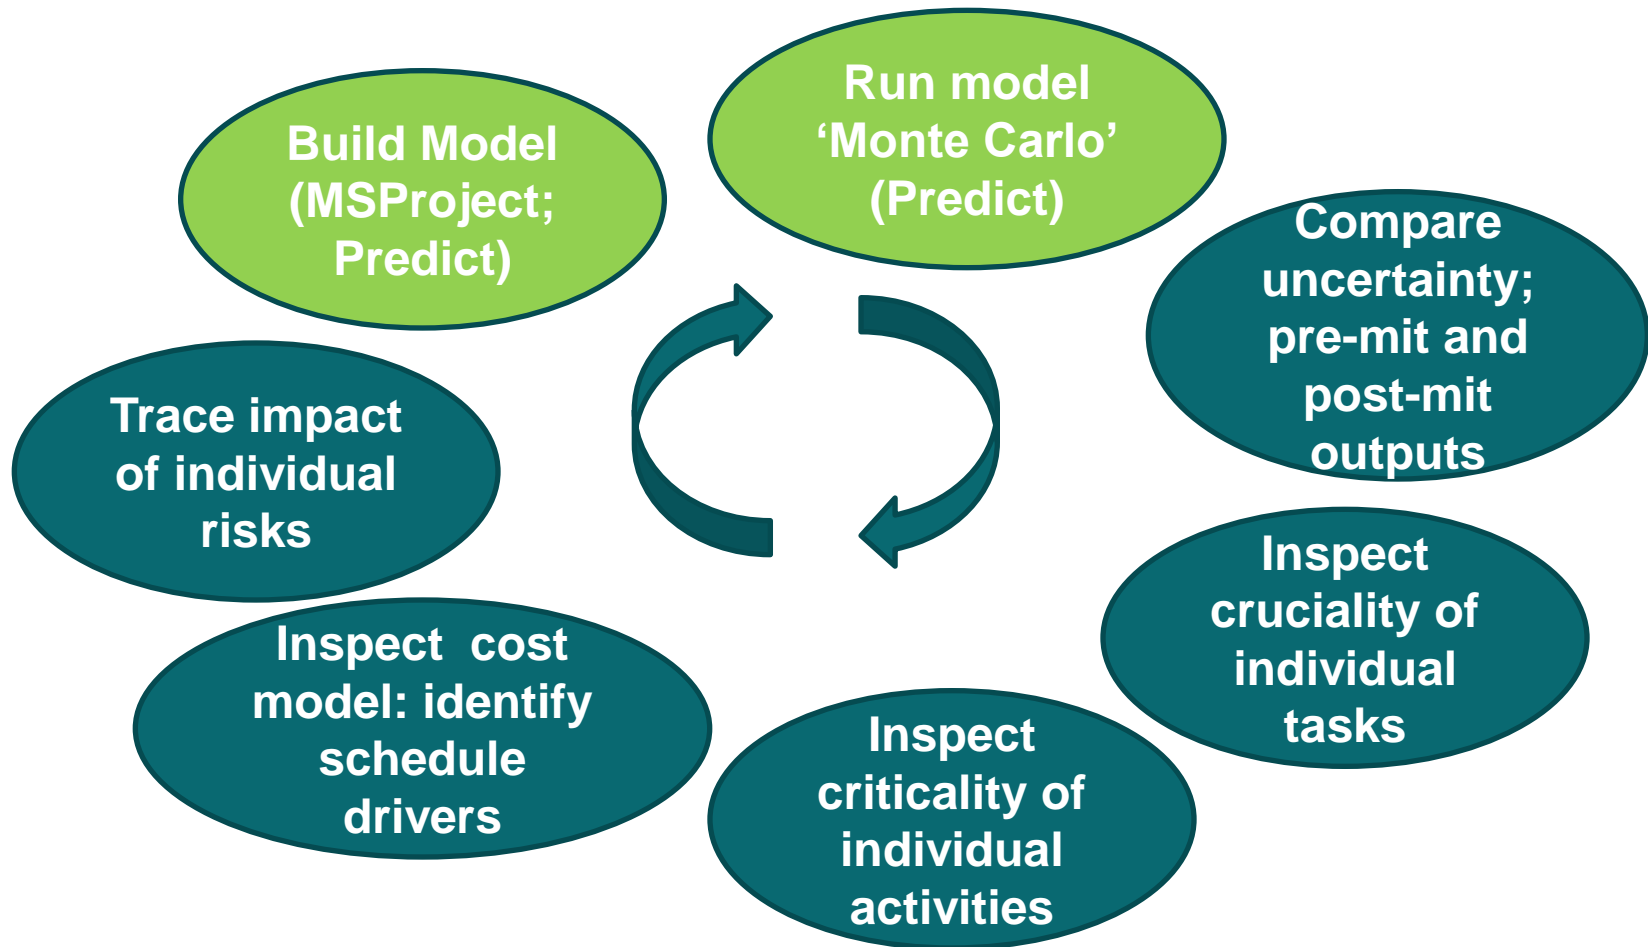 Build Model
(MSProject;
Predict)
Run model
‘Monte Carlo’
(Predict)
Compare
uncertainty;
pre-mit and
post-mit
outputs
Inspect
cruciality of
individual
tasks
Inspect
criticality of
individual
activities
Inspect  cost
model: identify
schedule
drivers
Trace impact
of individual
risks